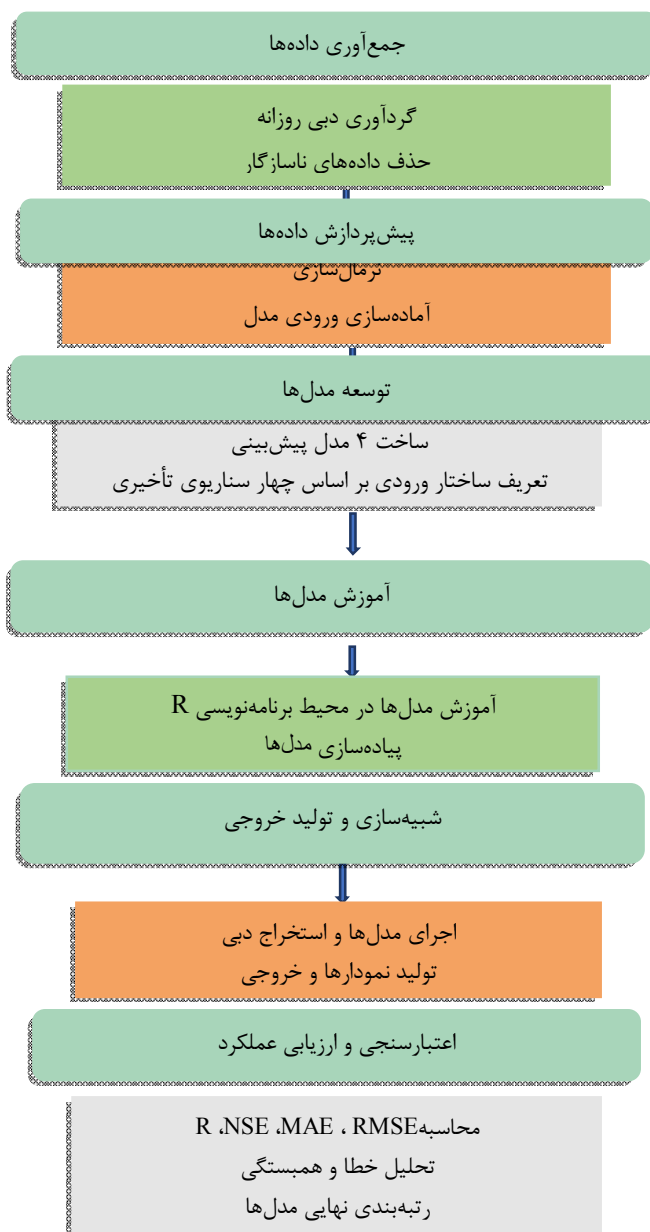 جمع‌آوری داده‌ها
گردآوری دبی روزانه
حذف داده‌های ناسازگار
پیش‌پردازش داده‌ها
نرمال‌سازی
آماده‌سازی ورودی مدل
توسعه مدل‌ها
ساخت ۴ مدل پیش‌بینی
تعریف ساختار ورودی بر اساس چهار سناریوی تأخیری
آموزش مدل‌ها
آموزش مدل‌ها در محیط برنامه‌نویسی R
پیاده‌سازی مدل‌ها
شبیه‌سازی و تولید خروجی
اجرای مدل‌ها و استخراج دبی
تولید نمودارها و خروجی
اعتبارسنجی و ارزیابی عملکرد
محاسبهRMSE ، MAE، NSE، R
تحلیل خطا و همبستگی
رتبه‌بندی نهایی مدل‌ها